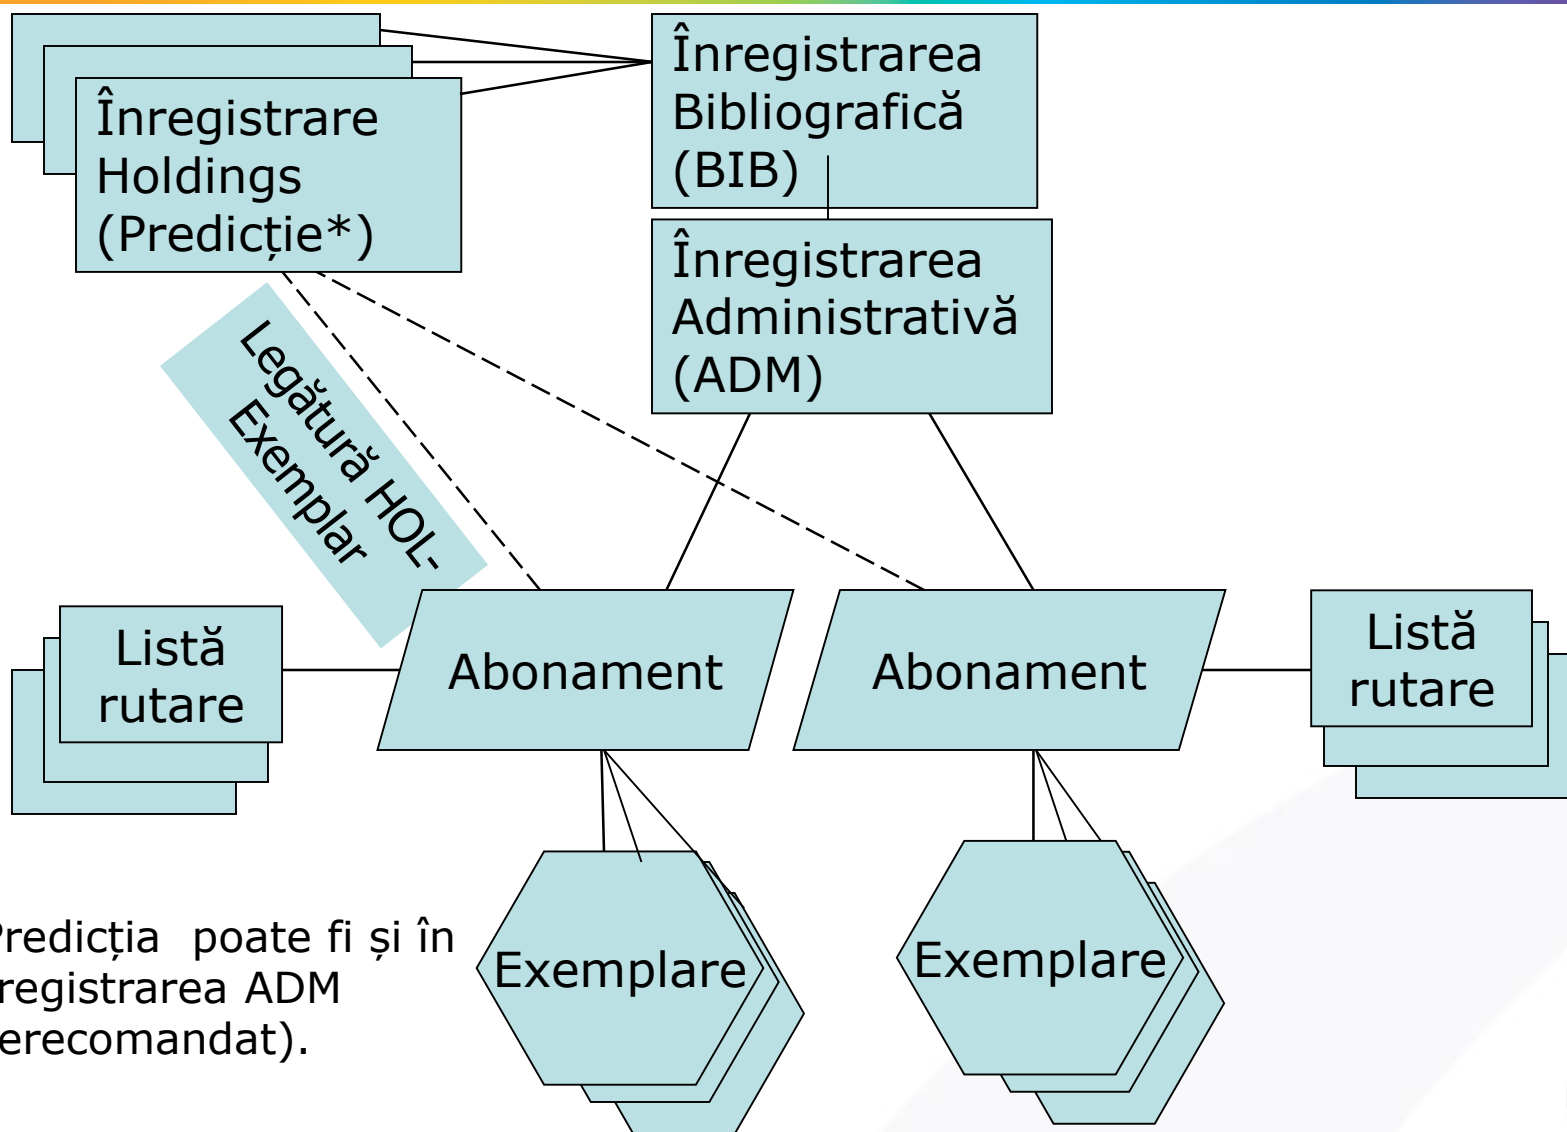 Înregistrare
Holdings
(Predicție*)
Înregistrarea
Bibliografică
(BIB)
Înregistrarea
Administrativă
(ADM)
Legătură HOL-
Exemplar
Listă
rutare
Abonament
Abonament
Listă
rutare
Exemplare
Exemplare
Predicția poate fi și în
registrarea ADM
erecomandat).